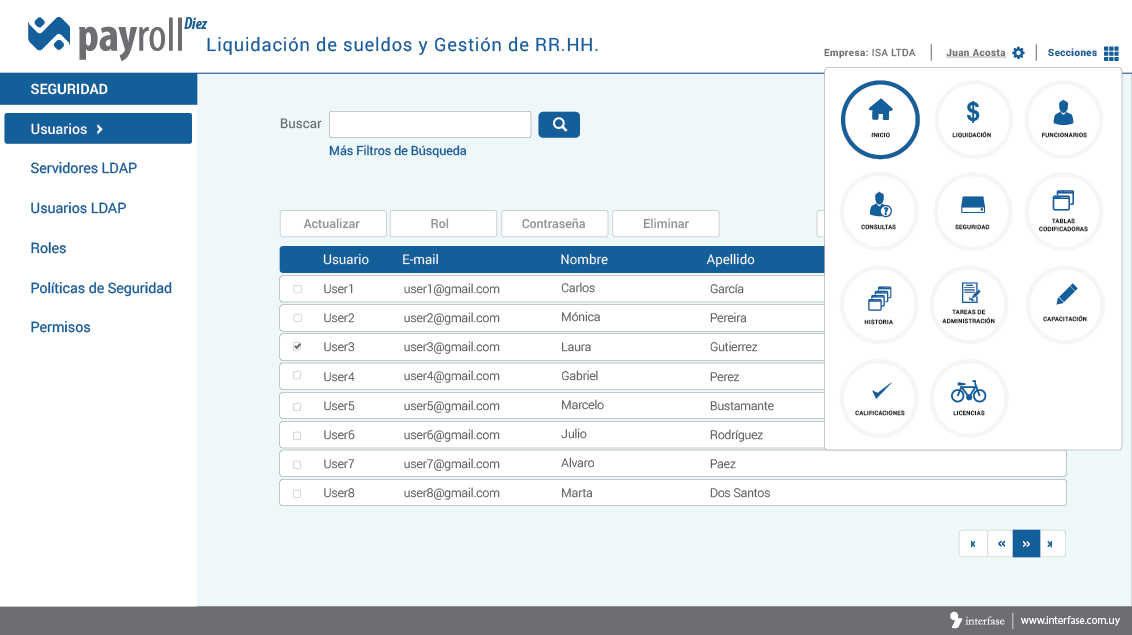 payroll Diez
Liquidación de sueldos y Gestión de RR.HH.
Empresa: ISA LTDA
Juan Acosta
Secciones
SEGURIDAD
Usuarios
Servidores LDAP
Usuarios LDAP
Roles
Políticas de Seguridad
Permisos
Buscar
Más Filtros de Búsqueda
Actualizar Rol Contraseña Eliminar
Usuario E-mail Nombre Apellido
User1 user1@gmail.com Carlos García
User2 user2@gmail.com Mónica Pereira
User3 user3@gmail.com Laura Gutierrez
User4 user4@gmail.com Gabriel Perez
User5 user5@gmail.com Marcelo Bustamante
User6 user6@gmail.com Julio Rodríguez
User7 user7@gmail.com Alvaro Paez
User8 user8@gmail.com Marta Dos Santos
INICIO
LIQUIDACIÓN
FUNCIONARIOS
CONSULTAS
SEGURIDAD
TABLAS
CODIFICADORAS
HISTORIA
TAREAS DE
ADMINISTRACIÓN
CAPACITACIÓN
CALIFICACIONES
LICENCIAS
interfase
www.interfase.com.uy